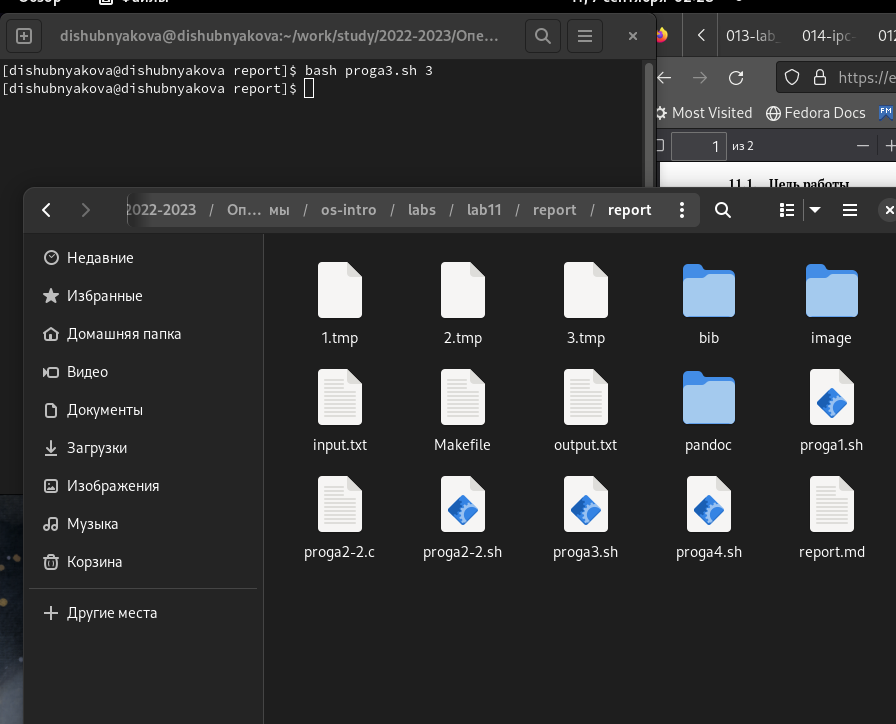 Обзор Файлы
dishubnyakova@dishubnyakova:~/work/study/2022-2023/Опе...
[dishubnyakova@dishubnyakova report]$ bash proga3.sh 3
[dishubnyakova@dishubnyakova report]$
013-lab_ 014-ipc- 012
https://e
Most Visited Fedora Docs FM
1 из 2
11.1. Цель работы
2022-2023 / Оп... мы / os-intro / labs / lab11 / report / report
Недавние
Избранные
Домашняя папка
Видео
Документы
Загрузки
Изображения
Музыка
Корзина
Другие места
1.tmp 2.tmp 3.tmp bib image
input.txt Makefile output.txt pandoc proga1.sh
proga2-2.c proga2-2.sh proga3.sh proga4.sh report.md